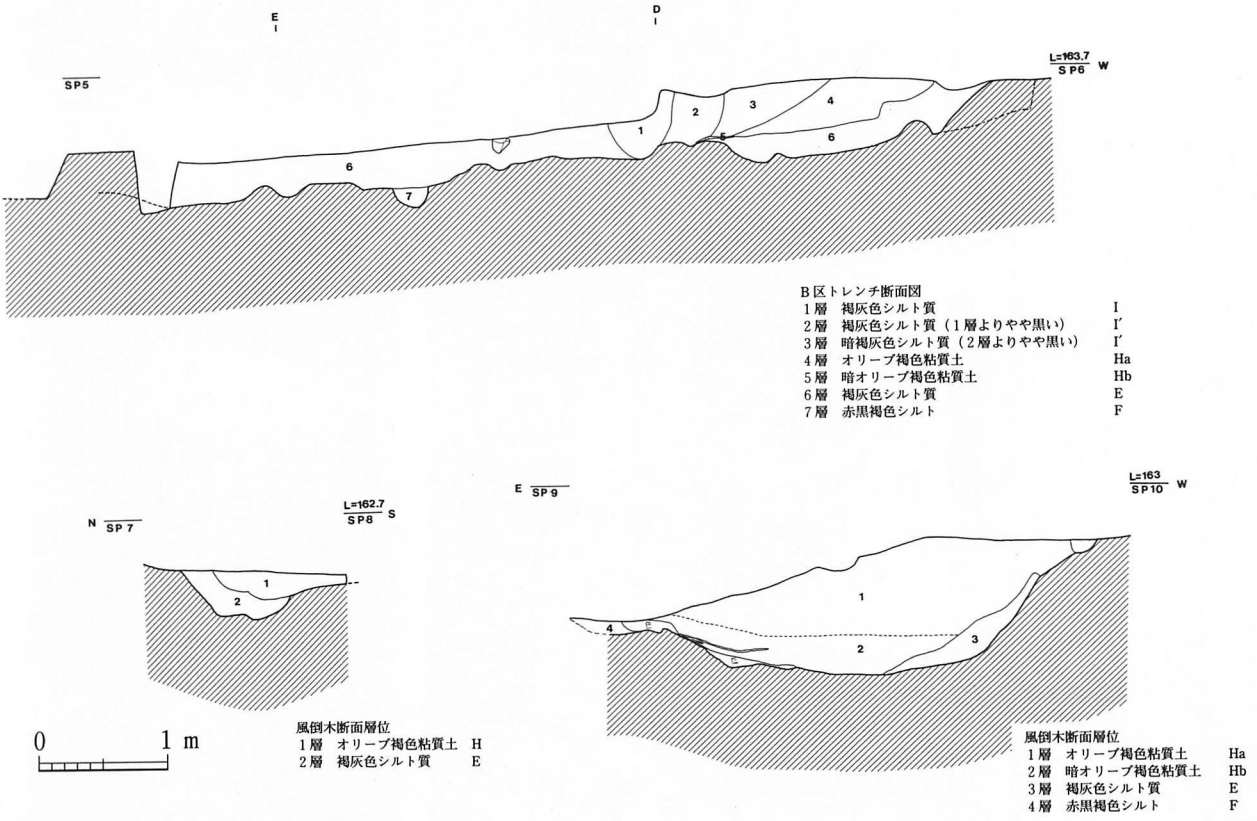 E
D
SP5
L=163.7
SP6 W
1
2
3
4
5
6
6
7
B区トレンチ断面図
1層 褐灰色シルト質 I
2層 褐灰色シルト質(1層よりやや黒い) I′
3層 暗褐灰色シルト質(2層よりやや黒い) I′
4層 オリーブ褐色粘質土 Ha
5層 暗オリーブ褐色粘質土 Hb
6層 褐灰色シルト質 E
7層 赤黒褐色シルト F
N SP7
L=162.7
SP8 S
1
2
風倒木断面層位
1層 オリーブ褐色粘質土 H
2層 褐灰色シルト質 E
0 1 m
E SP9
L=163
SP10 W
1
2
3
4
E
E
風倒木断面層位
1層 オリーブ褐色粘質土 Ha
2層 暗オリーブ褐色粘質土 Hb
3層 褐灰色シルト質 E
4層 赤黒褐色シルト F